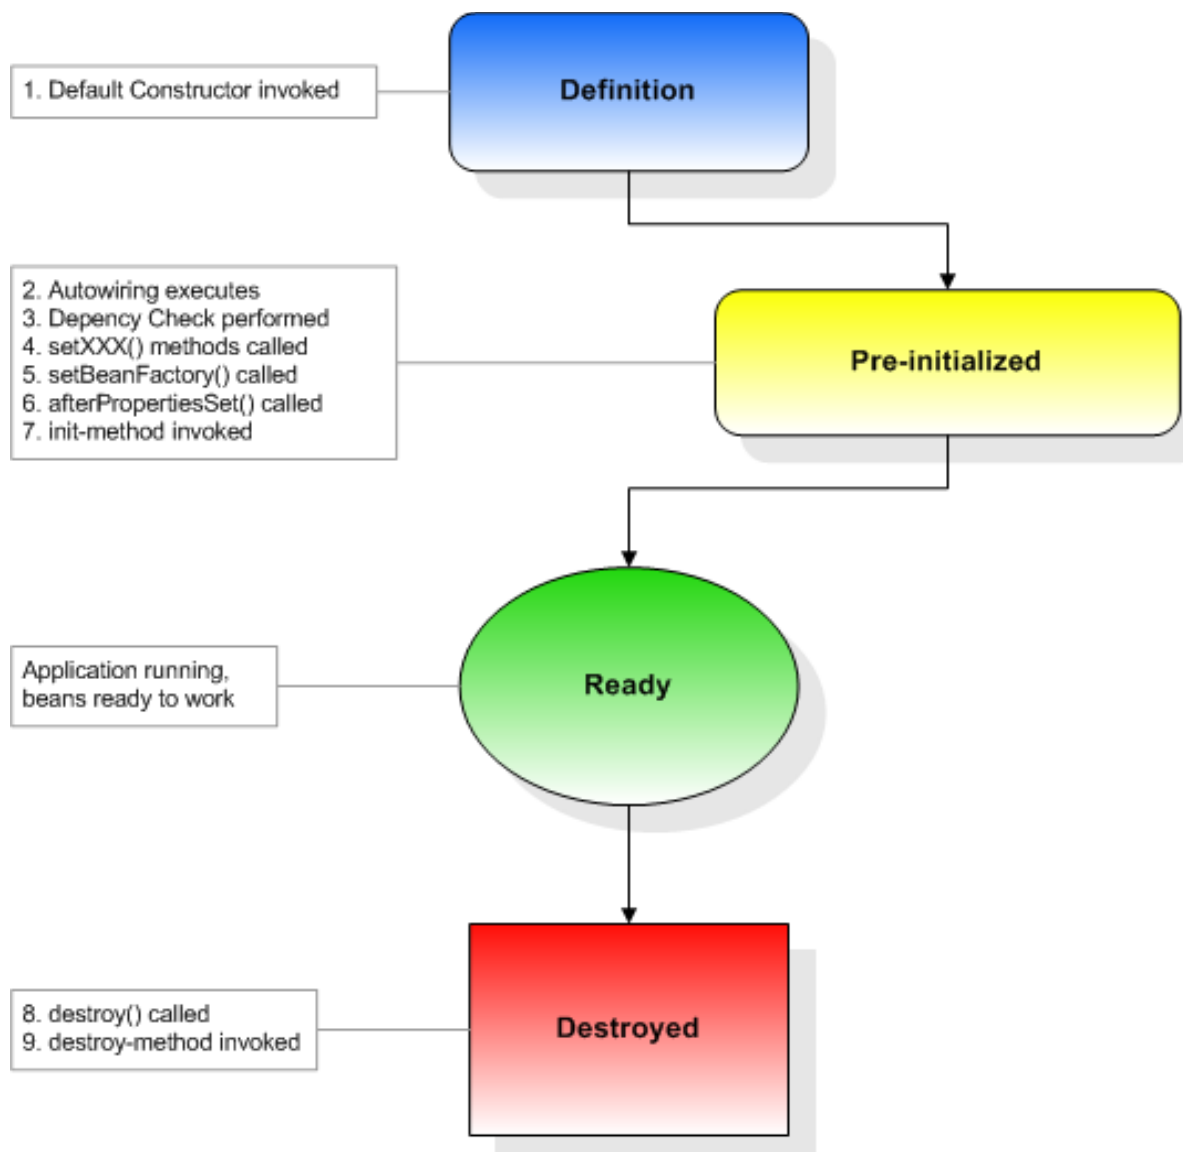 1. Default Constructor invoked
Definition
2. Autowiring executes
3. Depency Check performed
4. setXXX() methods called
5. setBeanFactory() called
6. afterPropertiesSet() called
7. init-method invoked
Pre-initialized
Application running,
beans ready to work
Ready
8. destroy() called
9. destroy-method invoked
Destroyed